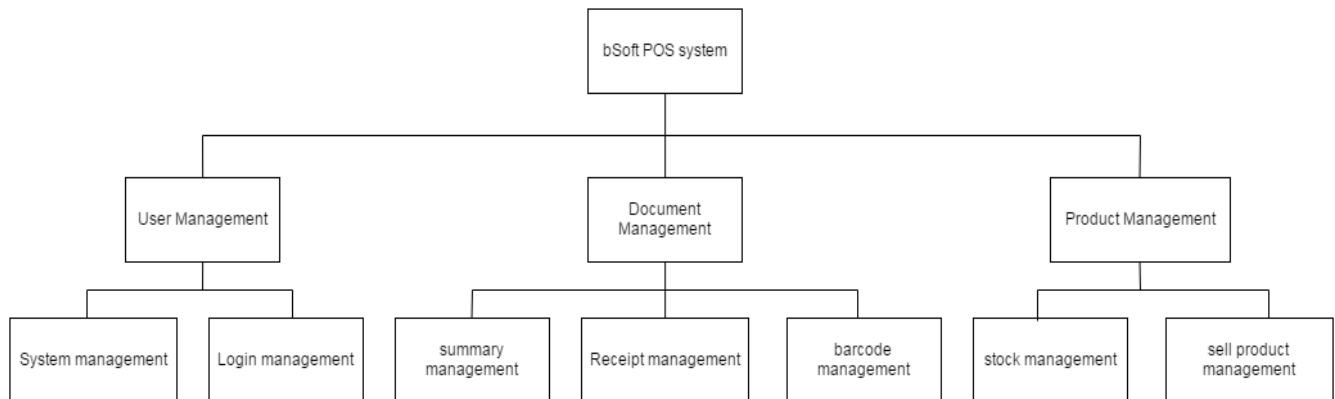 bSoft POS system
User Management
Document
Management
Product Management
System management
Login management
summary
management
Receipt management
barcode
management
stock management
sell product
management